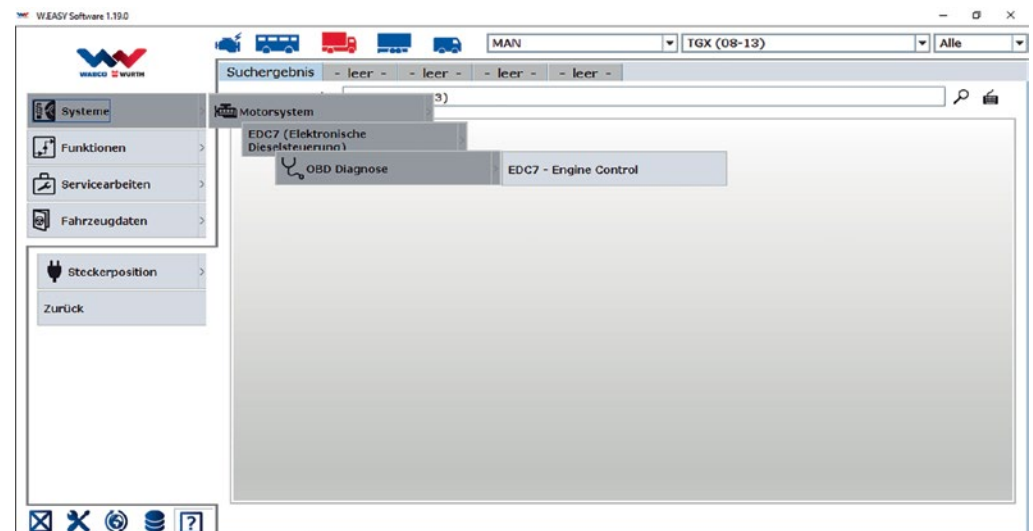 W.EASY Software 1.19.0
MAN
TGX (08-13)
Alle
WABCO WURTH
Suchergebnis - leer - - leer - - leer - - leer -
3)
Systeme
Motorsystem
EDC7 (Elektronische
Dieselsteuerung)
OBD Diagnose
EDC7 - Engine Control
Funktionen
Servicearbeiten
Fahrzeugdaten
Steckerposition
Zurück
?